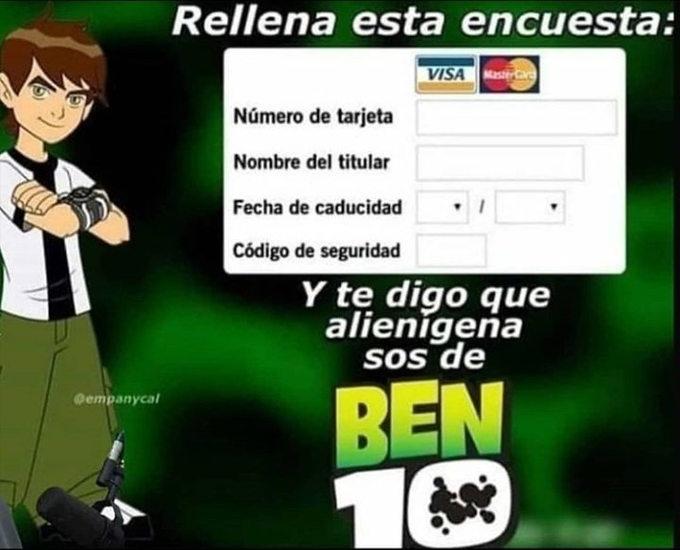 Rellena esta encuesta:
VISA MasterCard
Número de tarjeta
Nombre del titular
Fecha de caducidad /
Código de seguridad
Y te digo que
alienígena
sos de
@empanycal
BEN
10